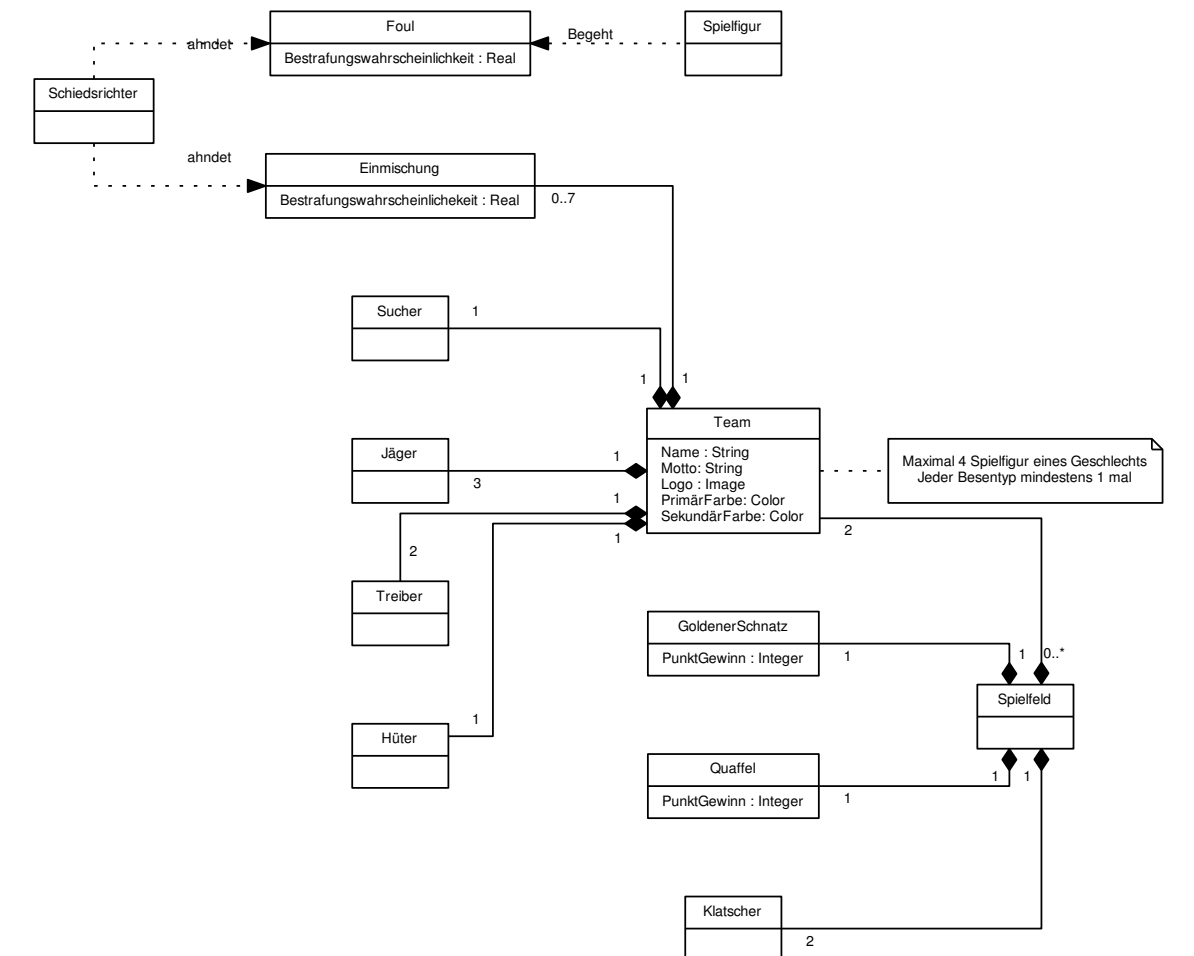 Foul
Bestrafungswahrscheinlichkeit : Real
Spielfigur
Begeht
ahndet
Schiedsrichter
ahndet
Einmischung
Bestrafungswahrscheinlichekeit : Real
0..7
Sucher
1
1
1
Team
Name : String
Motto: String
Logo : Image
PrimärFarbe: Color
SekundärFarbe: Color
Maximal 4 Spielfigur eines Geschlechts
Jeder Besentyp mindestens 1 mal
Jäger
1
3
1
1
2
2
Treiber
GoldenerSchnatz
PunktGewinn : Integer
1
1
0..*
Spielfeld
1
Hüter
Quaffel
PunktGewinn : Integer
1
1
1
Klatscher
2